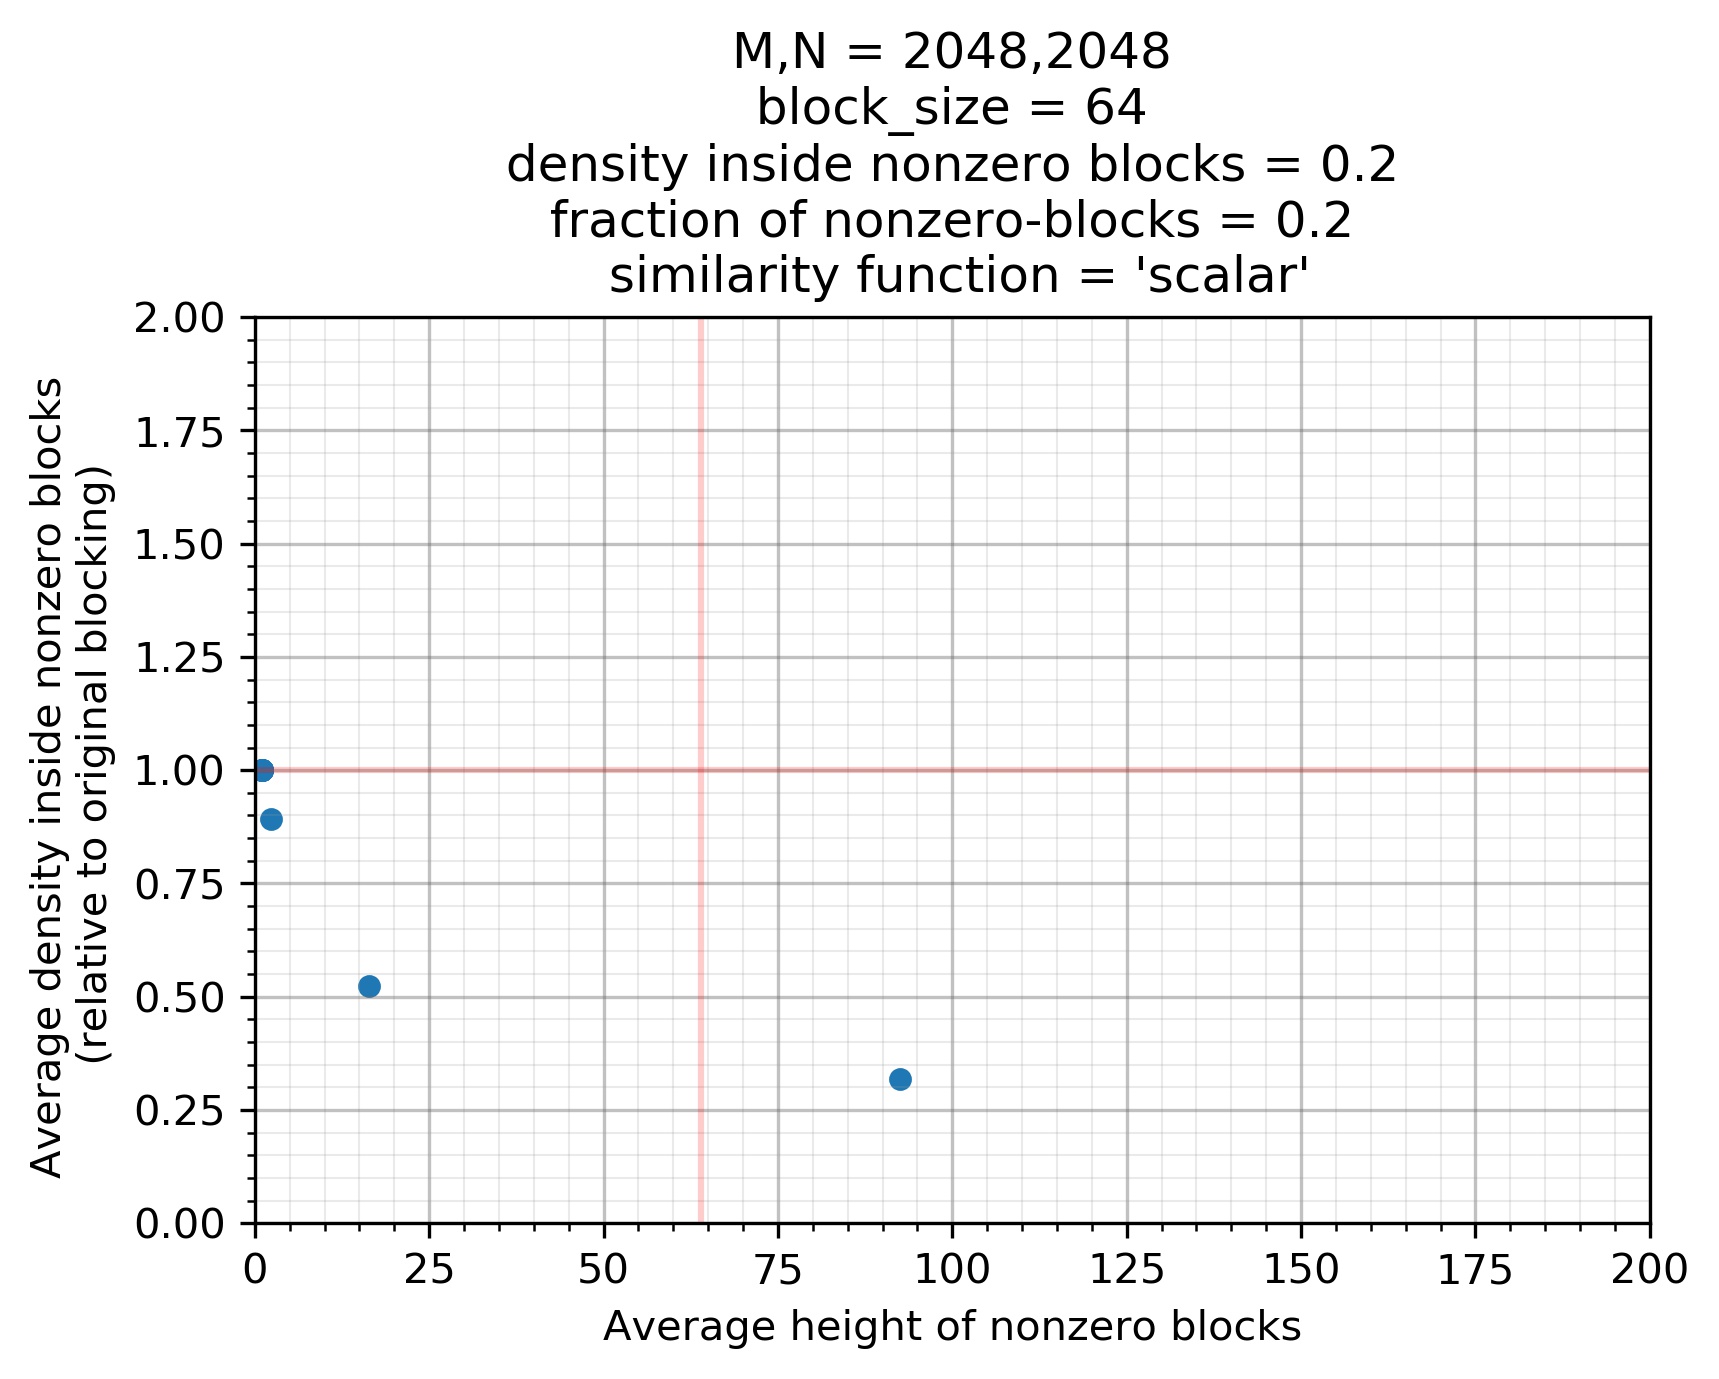 M,N = 2048,2048
block_size = 64
density inside nonzero blocks = 0.2
fraction of nonzero-blocks = 0.2
similarity function = 'scalar'
Average density inside nonzero blocks
(relative to original blocking)
2.00
1.75
1.50
1.25
1.00
0.75
0.50
0.25
0.00
0 25 50 75 100 125 150 175 200
Average height of nonzero blocks